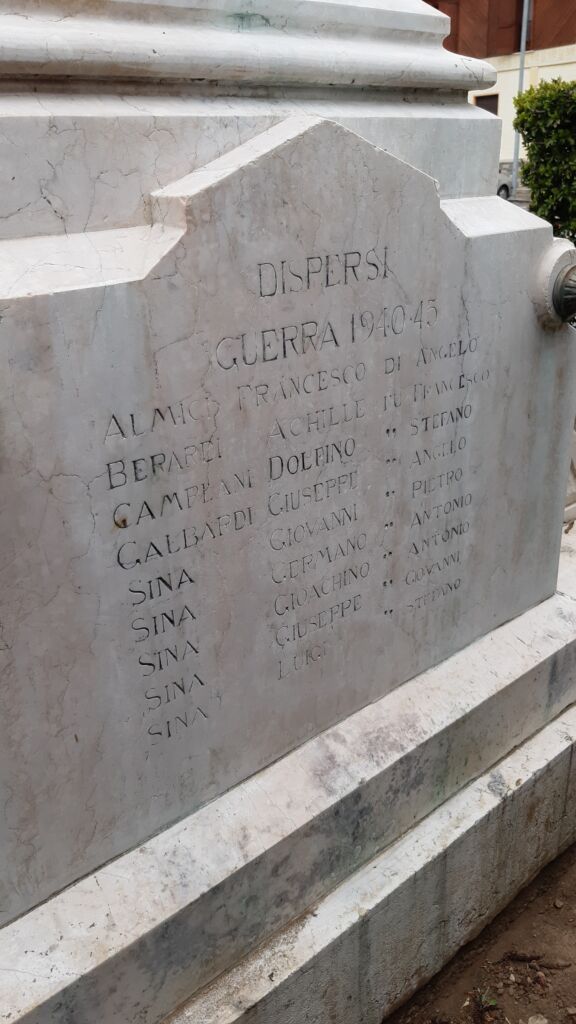 DISPERSI
GUERRA 1940-45
ALMICI FRANCESCO DI ANGELO
BERARDI ACHILLE FU FRANCESCO
CAMPLANI DOLFINO " STEFANO
GALBARDI GIUSEPPE " ANGELO
SINA GIOVANNI " PIETRO
SINA GERMANO " ANTONIO
SINA GIOACHINO " ANTONIO
SINA GIUSEPPE " GIOVANNI
SINA LUIGI " STEFANO